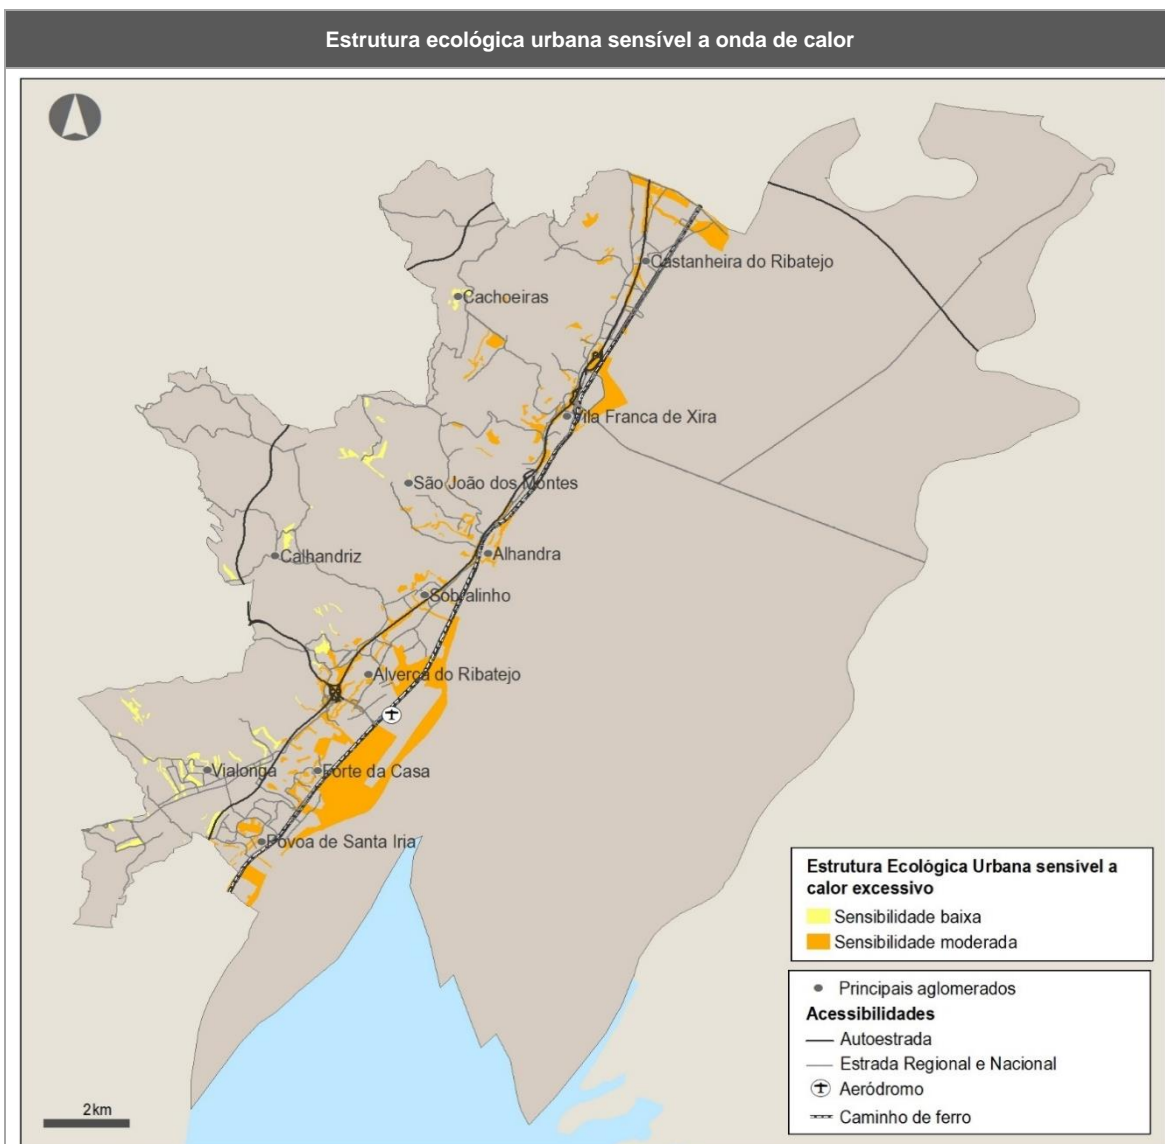 Estrutura ecológica urbana sensível a onda de calor
Castanheira do Ribatejo
Cachoeiras
Vila Franca de Xira
São João dos Montes
Alhandra
Calhandriz
Sobralinho
Alverca do Ribatejo
Vialonga
Forte da Casa
Póvoa de Santa Iria
Estrutura Ecológica Urbana sensível a
calor excessivo
Sensibilidade baixa
Sensibilidade moderada
Principais aglomerados
Acessibilidades
Autoestrada
Estrada Regional e Nacional
Aeródromo
Caminho de ferro
2km